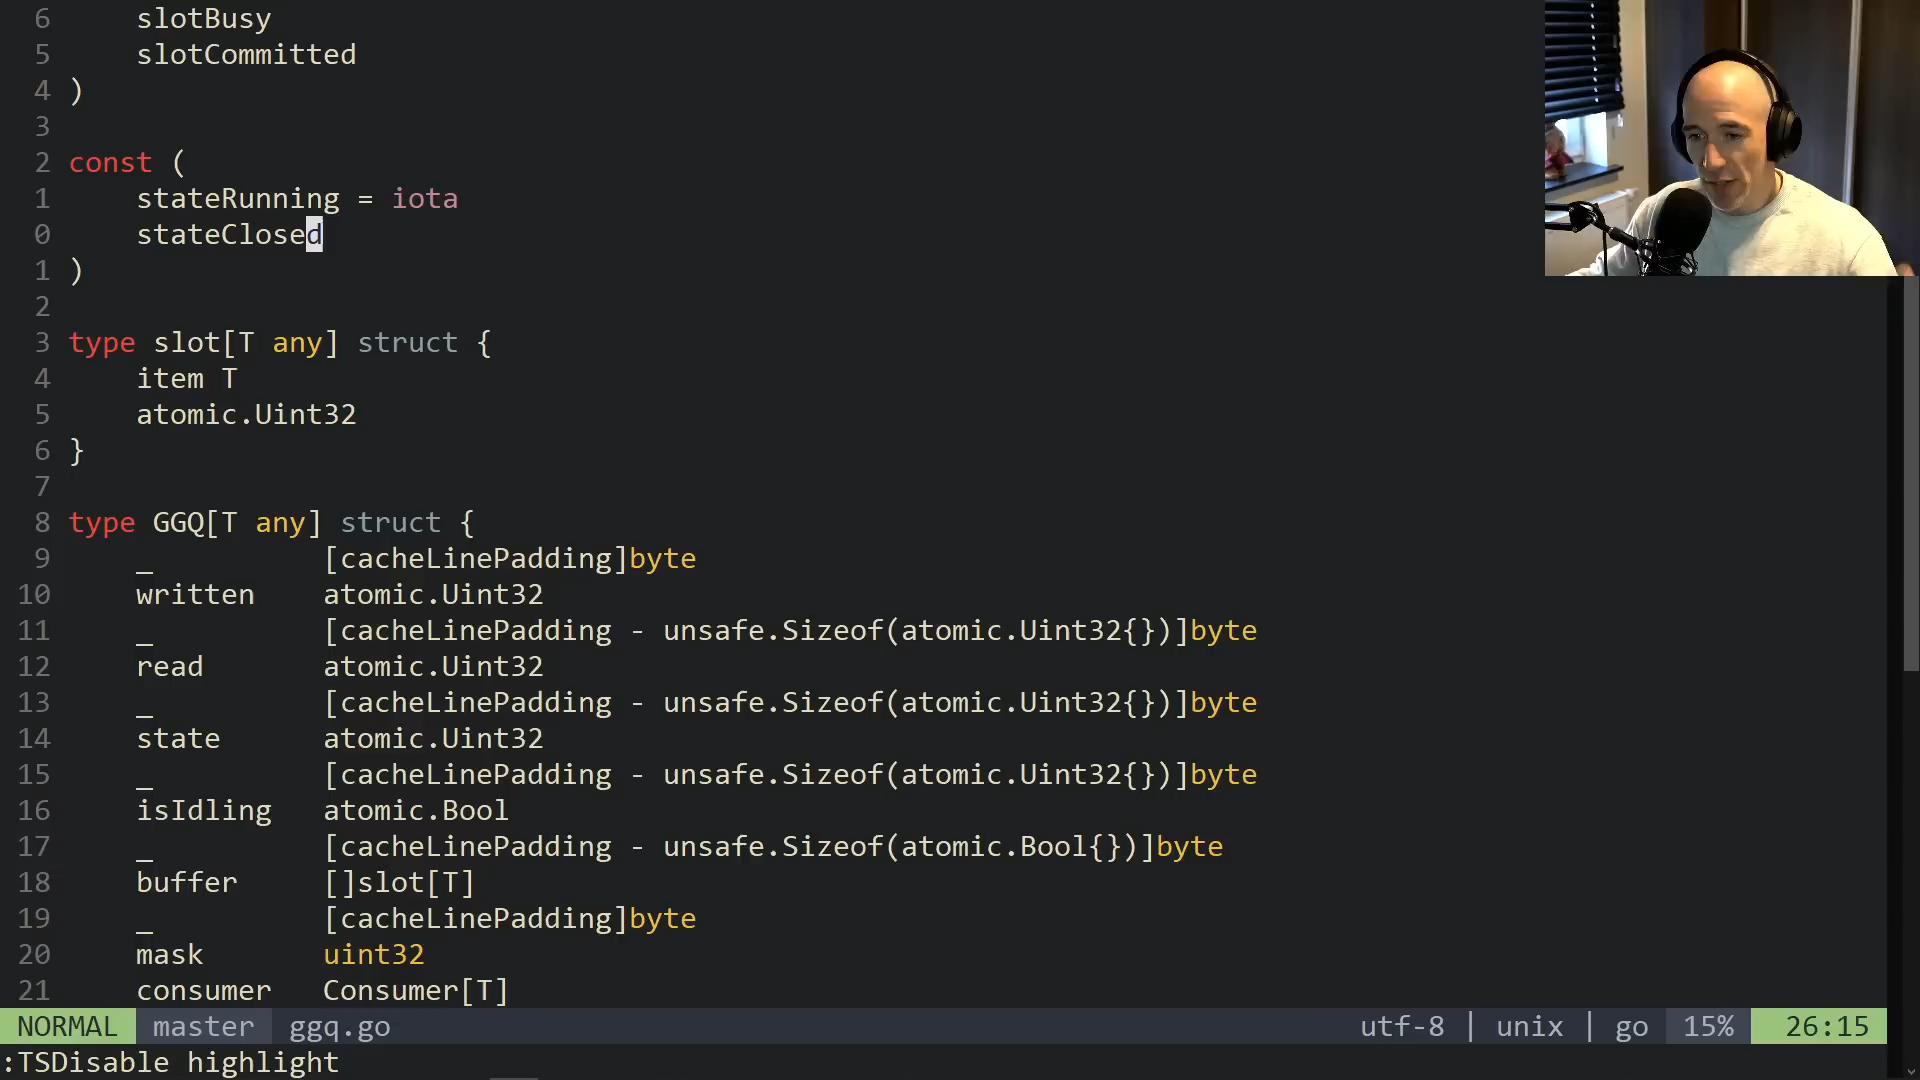 6 slotBusy
5 slotCommitted
4 )
3
2 const (
1 stateRunning = iota
0 stateClosed
1 )
2
3 type slot[T any] struct {
4 item T
5 atomic.Uint32
6 }
7
8 type GGQ[T any] struct {
9 _ [cacheLinePadding]byte
10 written atomic.Uint32
11 _ [cacheLinePadding - unsafe.Sizeof(atomic.Uint32{})]byte
12 read atomic.Uint32
13 _ [cacheLinePadding - unsafe.Sizeof(atomic.Uint32{})]byte
14 state atomic.Uint32
15 _ [cacheLinePadding - unsafe.Sizeof(atomic.Uint32{})]byte
16 isIdling atomic.Bool
17 _ [cacheLinePadding - unsafe.Sizeof(atomic.Bool{})]byte
18 buffer []slot[T]
19 _ [cacheLinePadding]byte
20 mask uint32
21 consumer Consumer[T]
NORMAL master ggq.go utf-8 | unix | go 15% 26:15
:TSDisable highlight